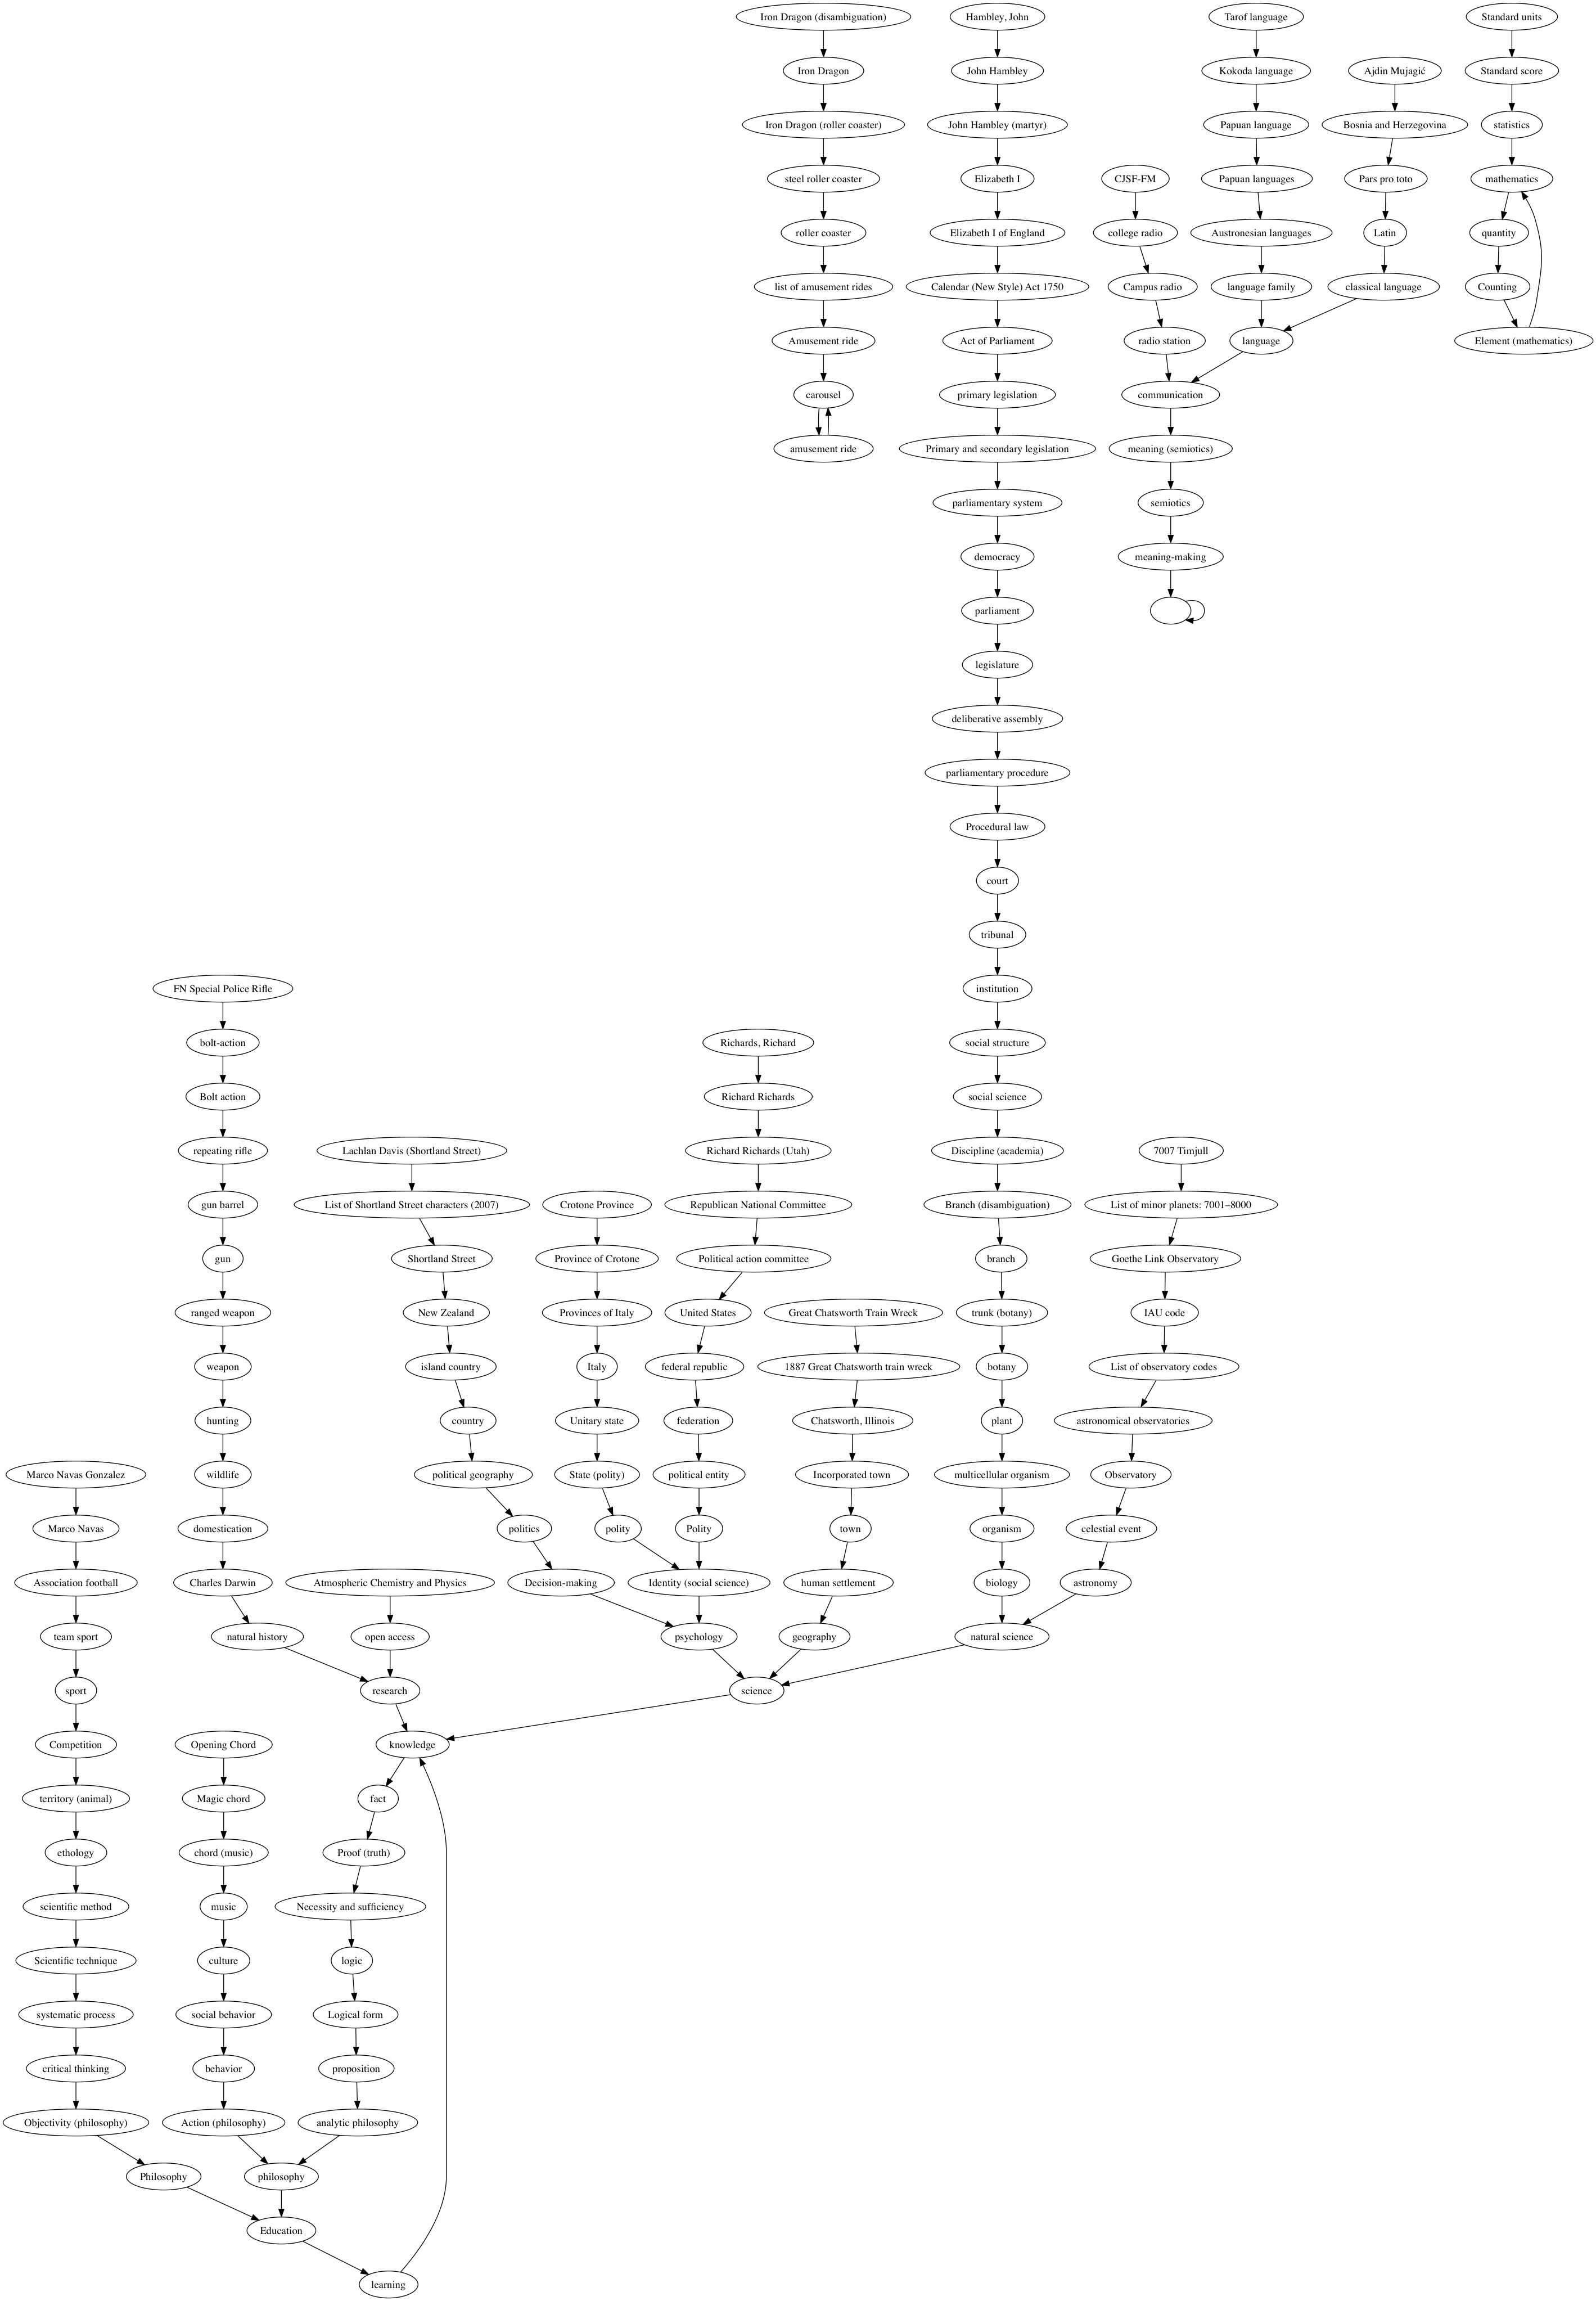 Iron Dragon (disambiguation)
Hambley, John
Tarof language
Standard units
Iron Dragon
John Hambley
Kokoda language
Ajdin Mujagić
Standard score
Iron Dragon (roller coaster)
John Hambley (martyr)
Papuan language
Bosnia and Herzegovina
statistics
steel roller coaster
Elizabeth I
CJSF-FM
Papuan languages
Pars pro toto
mathematics
roller coaster
Elizabeth I of England
college radio
Austronesian languages
Latin
quantity
list of amusement rides
Calendar (New Style) Act 1750
Campus radio
language family
classical language
Counting
Amusement ride
Act of Parliament
radio station
language
Element (mathematics)
carousel
primary legislation
communication
amusement ride
Primary and secondary legislation
meaning (semiotics)
parliamentary system
semiotics
democracy
meaning-making
parliament
legislature
deliberative assembly
parliamentary procedure
Procedural law
court
tribunal
FN Special Police Rifle
institution
bolt-action
Richards, Richard
social structure
Bolt action
Richard Richards
social science
repeating rifle
Lachlan Davis (Shortland Street)
Richard Richards (Utah)
Discipline (academia)
7007 Timjull
gun barrel
List of Shortland Street characters (2007)
Crotone Province
Republican National Committee
Branch (disambiguation)
List of minor planets: 7001–8000
gun
Shortland Street
Province of Crotone
Political action committee
branch
Goethe Link Observatory
ranged weapon
New Zealand
Provinces of Italy
United States
Great Chatsworth Train Wreck
trunk (botany)
IAU code
weapon
island country
Italy
federal republic
1887 Great Chatsworth train wreck
botany
List of observatory codes
hunting
country
Unitary state
federation
Chatsworth, Illinois
plant
astronomical observatories
Marco Navas Gonzalez
wildlife
political geography
State (polity)
political entity
Incorporated town
multicellular organism
Observatory
Marco Navas
domestication
politics
polity
Polity
town
organism
celestial event
Association football
Charles Darwin
Atmospheric Chemistry and Physics
Decision-making
Identity (social science)
human settlement
biology
astronomy
team sport
natural history
open access
psychology
geography
natural science
sport
research
science
Competition
Opening Chord
knowledge
territory (animal)
Magic chord
fact
ethology
chord (music)
Proof (truth)
scientific method
music
Necessity and sufficiency
Scientific technique
culture
logic
systematic process
social behavior
Logical form
critical thinking
behavior
proposition
Objectivity (philosophy)
Action (philosophy)
analytic philosophy
Philosophy
philosophy
Education
learning